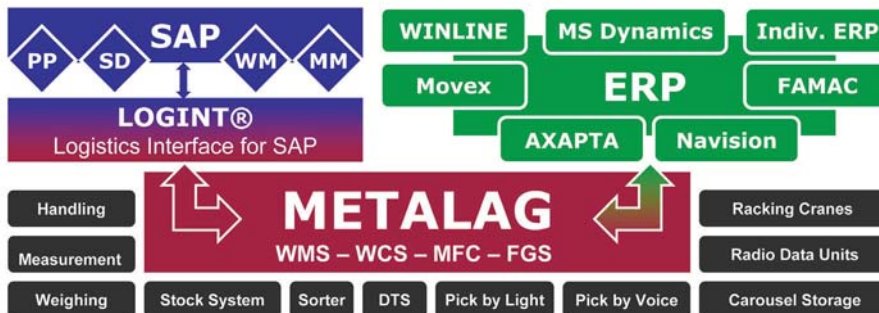 SAP
PP
SD
WM
MM
LOGINT®
Logistics Interface for SAP
WINLINE
MS Dynamics
Indiv. ERP
Movex
ERP
FAMAC
AXAPTA
Navision
METALAG
WMS – WCS – MFC – FGS
Handling
Measurement
Weighing
Stock System
Sorter
DTS
Pick by Light
Pick by Voice
Racking Cranes
Radio Data Units
Carousel Storage